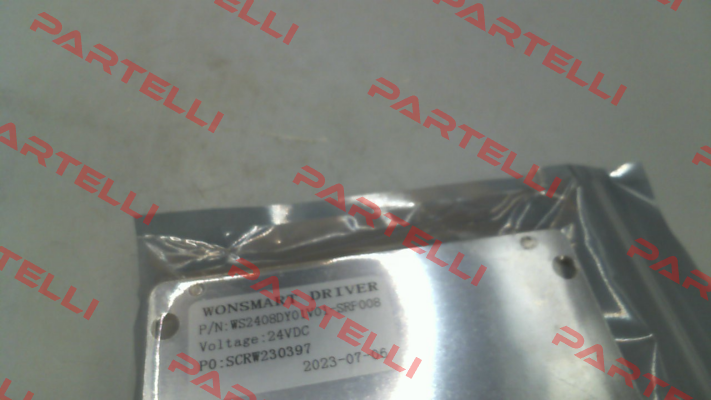 WONSMART DRIVER
P/N:WS2408DY01V01-SRF008
Voltage:24VDC
PO:SCRW230397
2023-07-05
PARTELLI
PARTELLI
PARTELLI
PARTELLI
PARTELLI
PARTELLI
PARTELLI
PARTELLI
PARTELLI